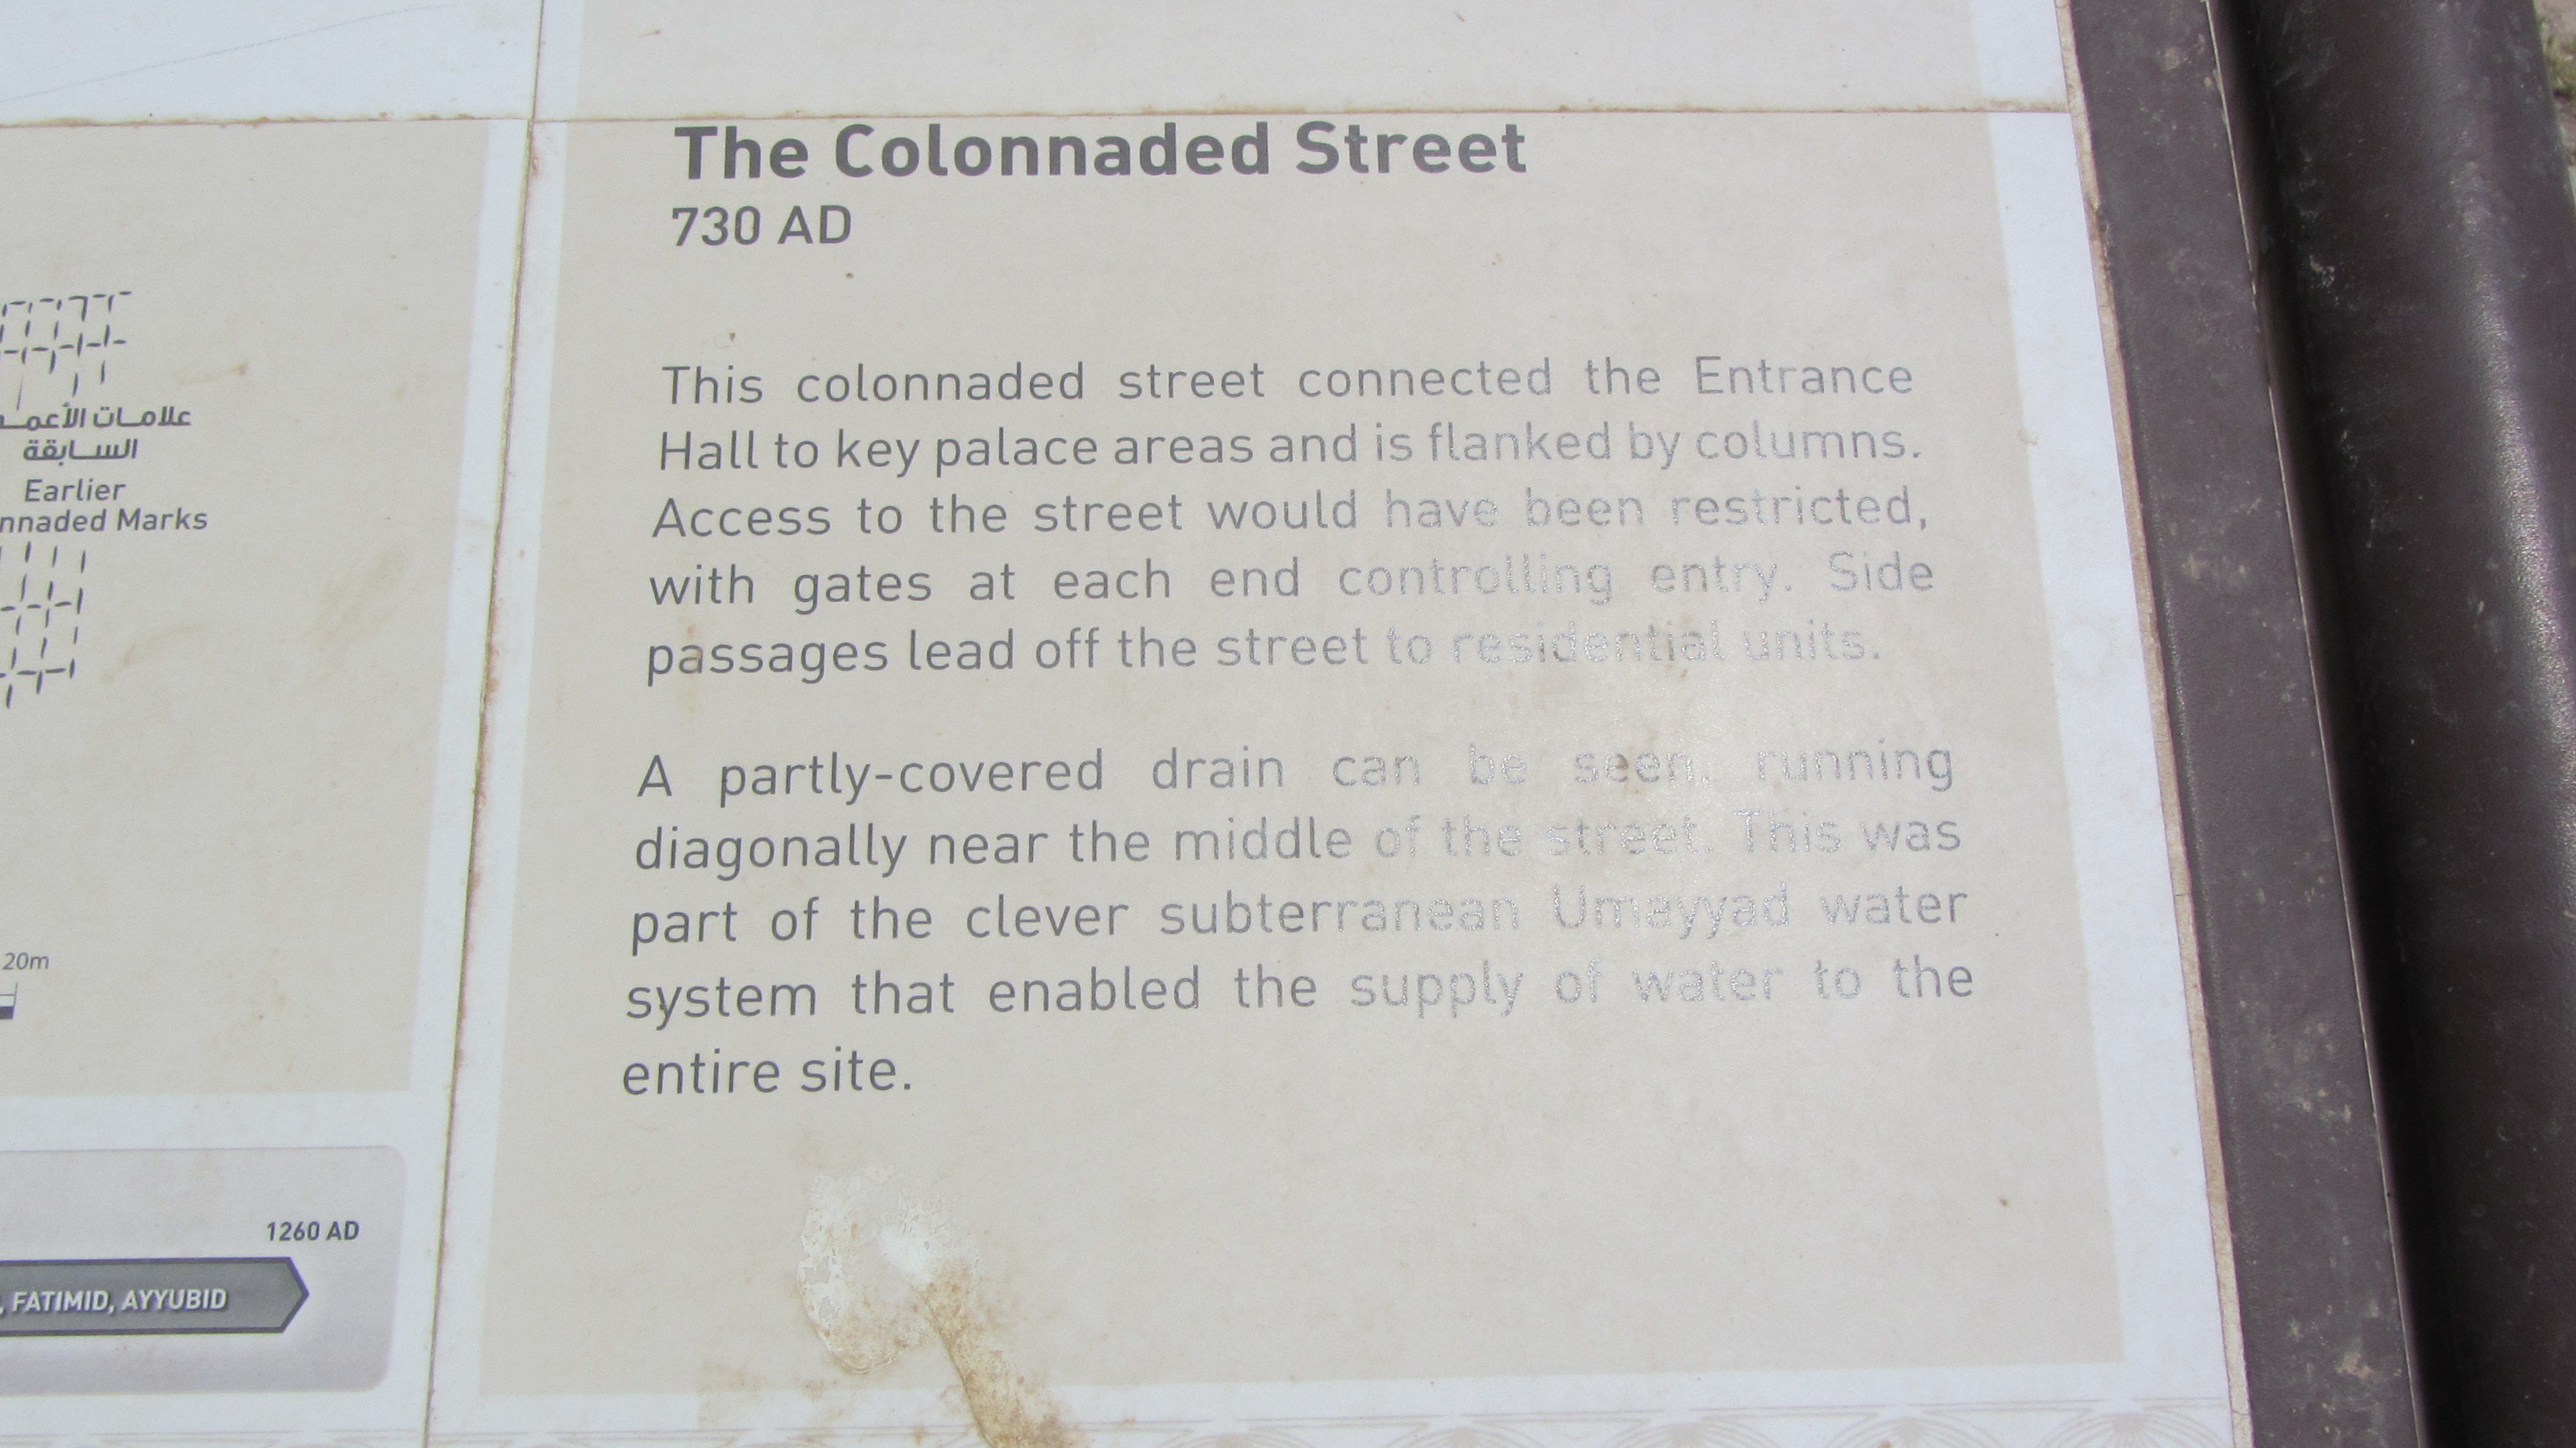 The Colonnaded Street
730 AD
This colonnaded street connected the Entrance
Hall to key palace areas and is flanked by columns.
Access to the street would have been restricted,
with gates at each end controlling entry. Side
passages lead off the street to residential units.
A partly-covered drain can be seen, running
diagonally near the middle of the street. This was
part of the clever subterranean Umayyad water
system that enabled the supply of water to the
entire site.
علامات
السابقة
Earlier
Marks
20m
1260 AD
, FATIMID, AYYUBID